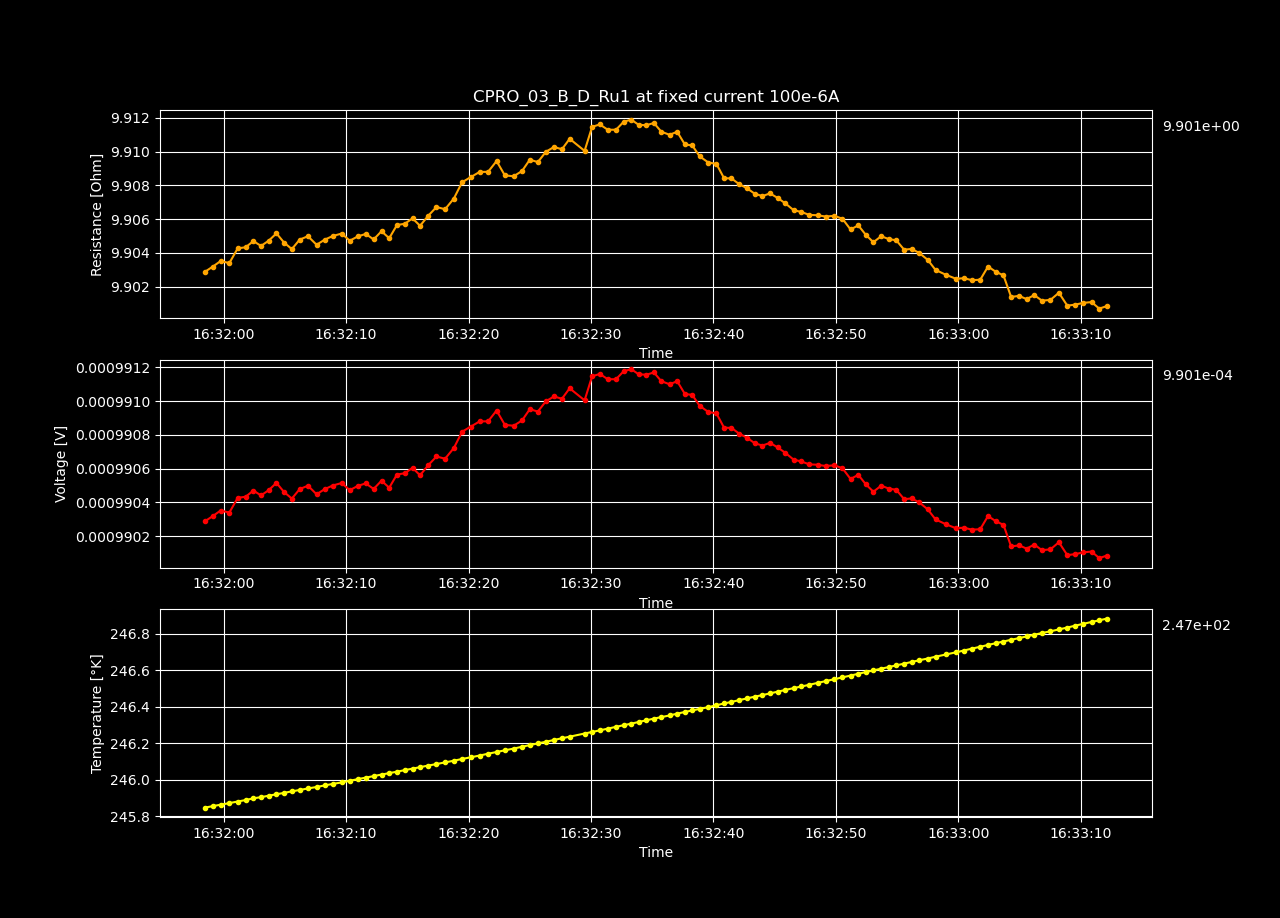 CPRO_03_B_D_Ru1 at fixed current 100e-6A
9.912
9.910
9.908
9.906
9.904
9.902
Resistance [Ohm]
9.901e+00
16:32:00 16:32:10 16:32:20 16:32:30 16:32:40 16:32:50 16:33:00 16:33:10
Time
0.0009912
0.0009910
0.0009908
0.0009906
0.0009904
0.0009902
Voltage [V]
9.901e-04
16:32:00 16:32:10 16:32:20 16:32:30 16:32:40 16:32:50 16:33:00 16:33:10
Time
246.8
246.6
246.4
246.2
246.0
245.8
Temperature [°K]
2.47e+02
16:32:00 16:32:10 16:32:20 16:32:30 16:32:40 16:32:50 16:33:00 16:33:10
Time